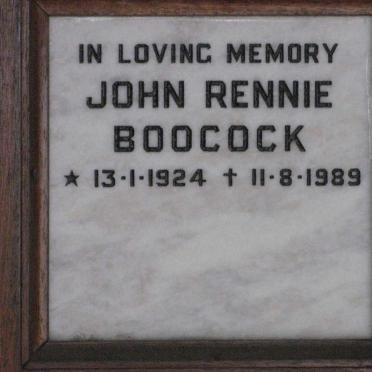 IN LOVING MEMORY
JOHN RENNIE
BOOCOCK
★ 13-1-1924 † 11-8-1989